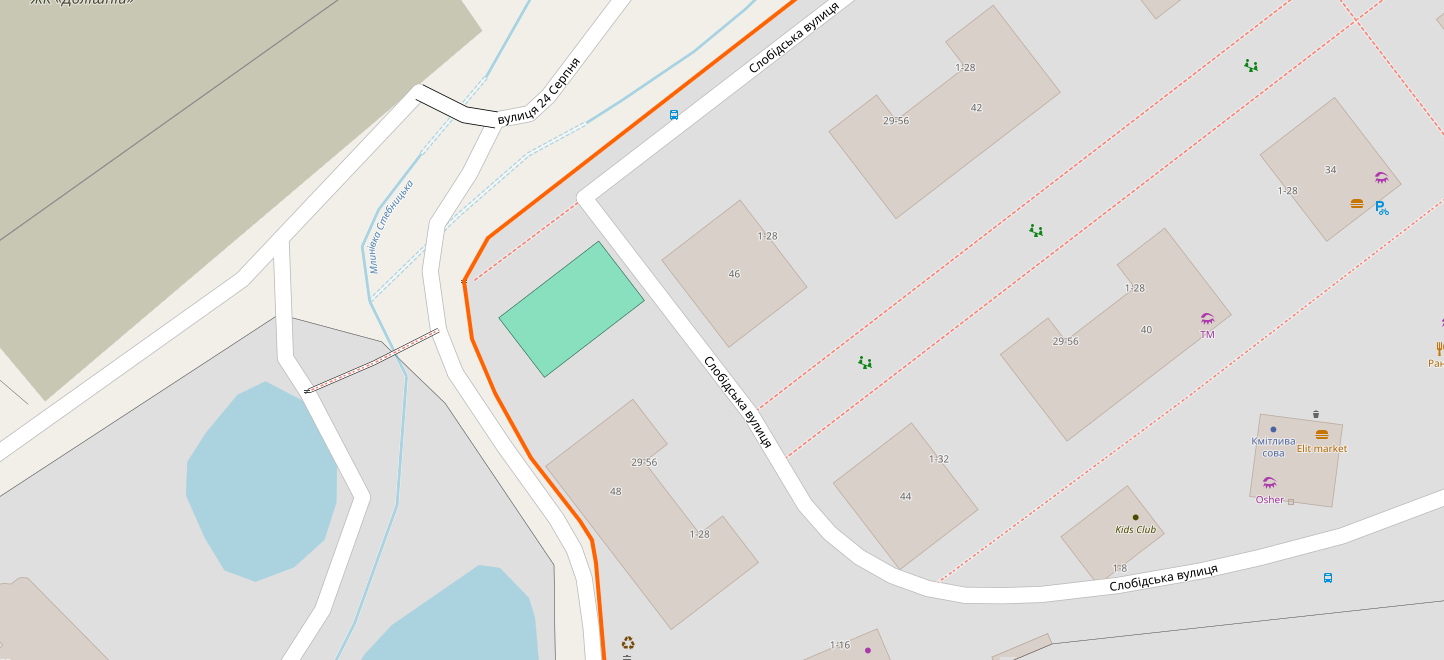 ЖК «Долішній»
Слобідська вулиця
вулиця 24 Серпня
1-28
42
29-56
34
1-28
Млинівка Стебницька
1-28
46
1-28
40
29-56
ТМ
Слобідська вулиця
Ран
29-56
48
1-28
1-32
44
Кмітлива
сова
Elit market
Osher
Kids Club
1-8
Слобідська вулиця
1-16